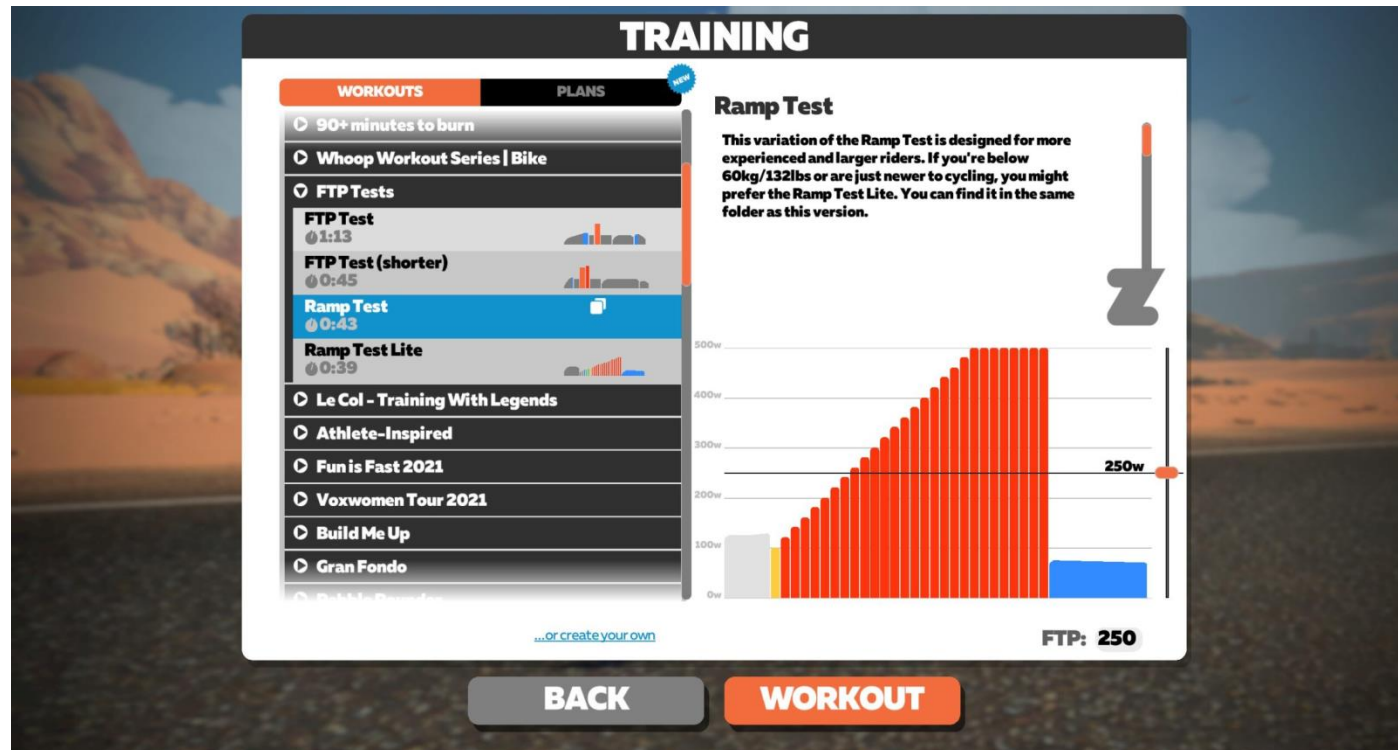 TRAINING
WORKOUTS
PLANS
NEW
90+ minutes to burn
Whoop Workout Series | Bike
FTP Tests
FTP Test
1:13
FTP Test (shorter)
0:45
Ramp Test
0:43
Ramp Test Lite
0:39
Le Col - Training With Legends
Athlete-Inspired
Fun is Fast 2021
Voxwomen Tour 2021
Build Me Up
Gran Fondo
...or create your own
Ramp Test
This variation of the Ramp Test is designed for more
experienced and larger riders. If you're below
60kg/132lbs or are just newer to cycling, you might
prefer the Ramp Test Lite. You can find it in the same
folder as this version.
500w
400w
300w
250w
200w
100w
0w
FTP: 250
BACK
WORKOUT